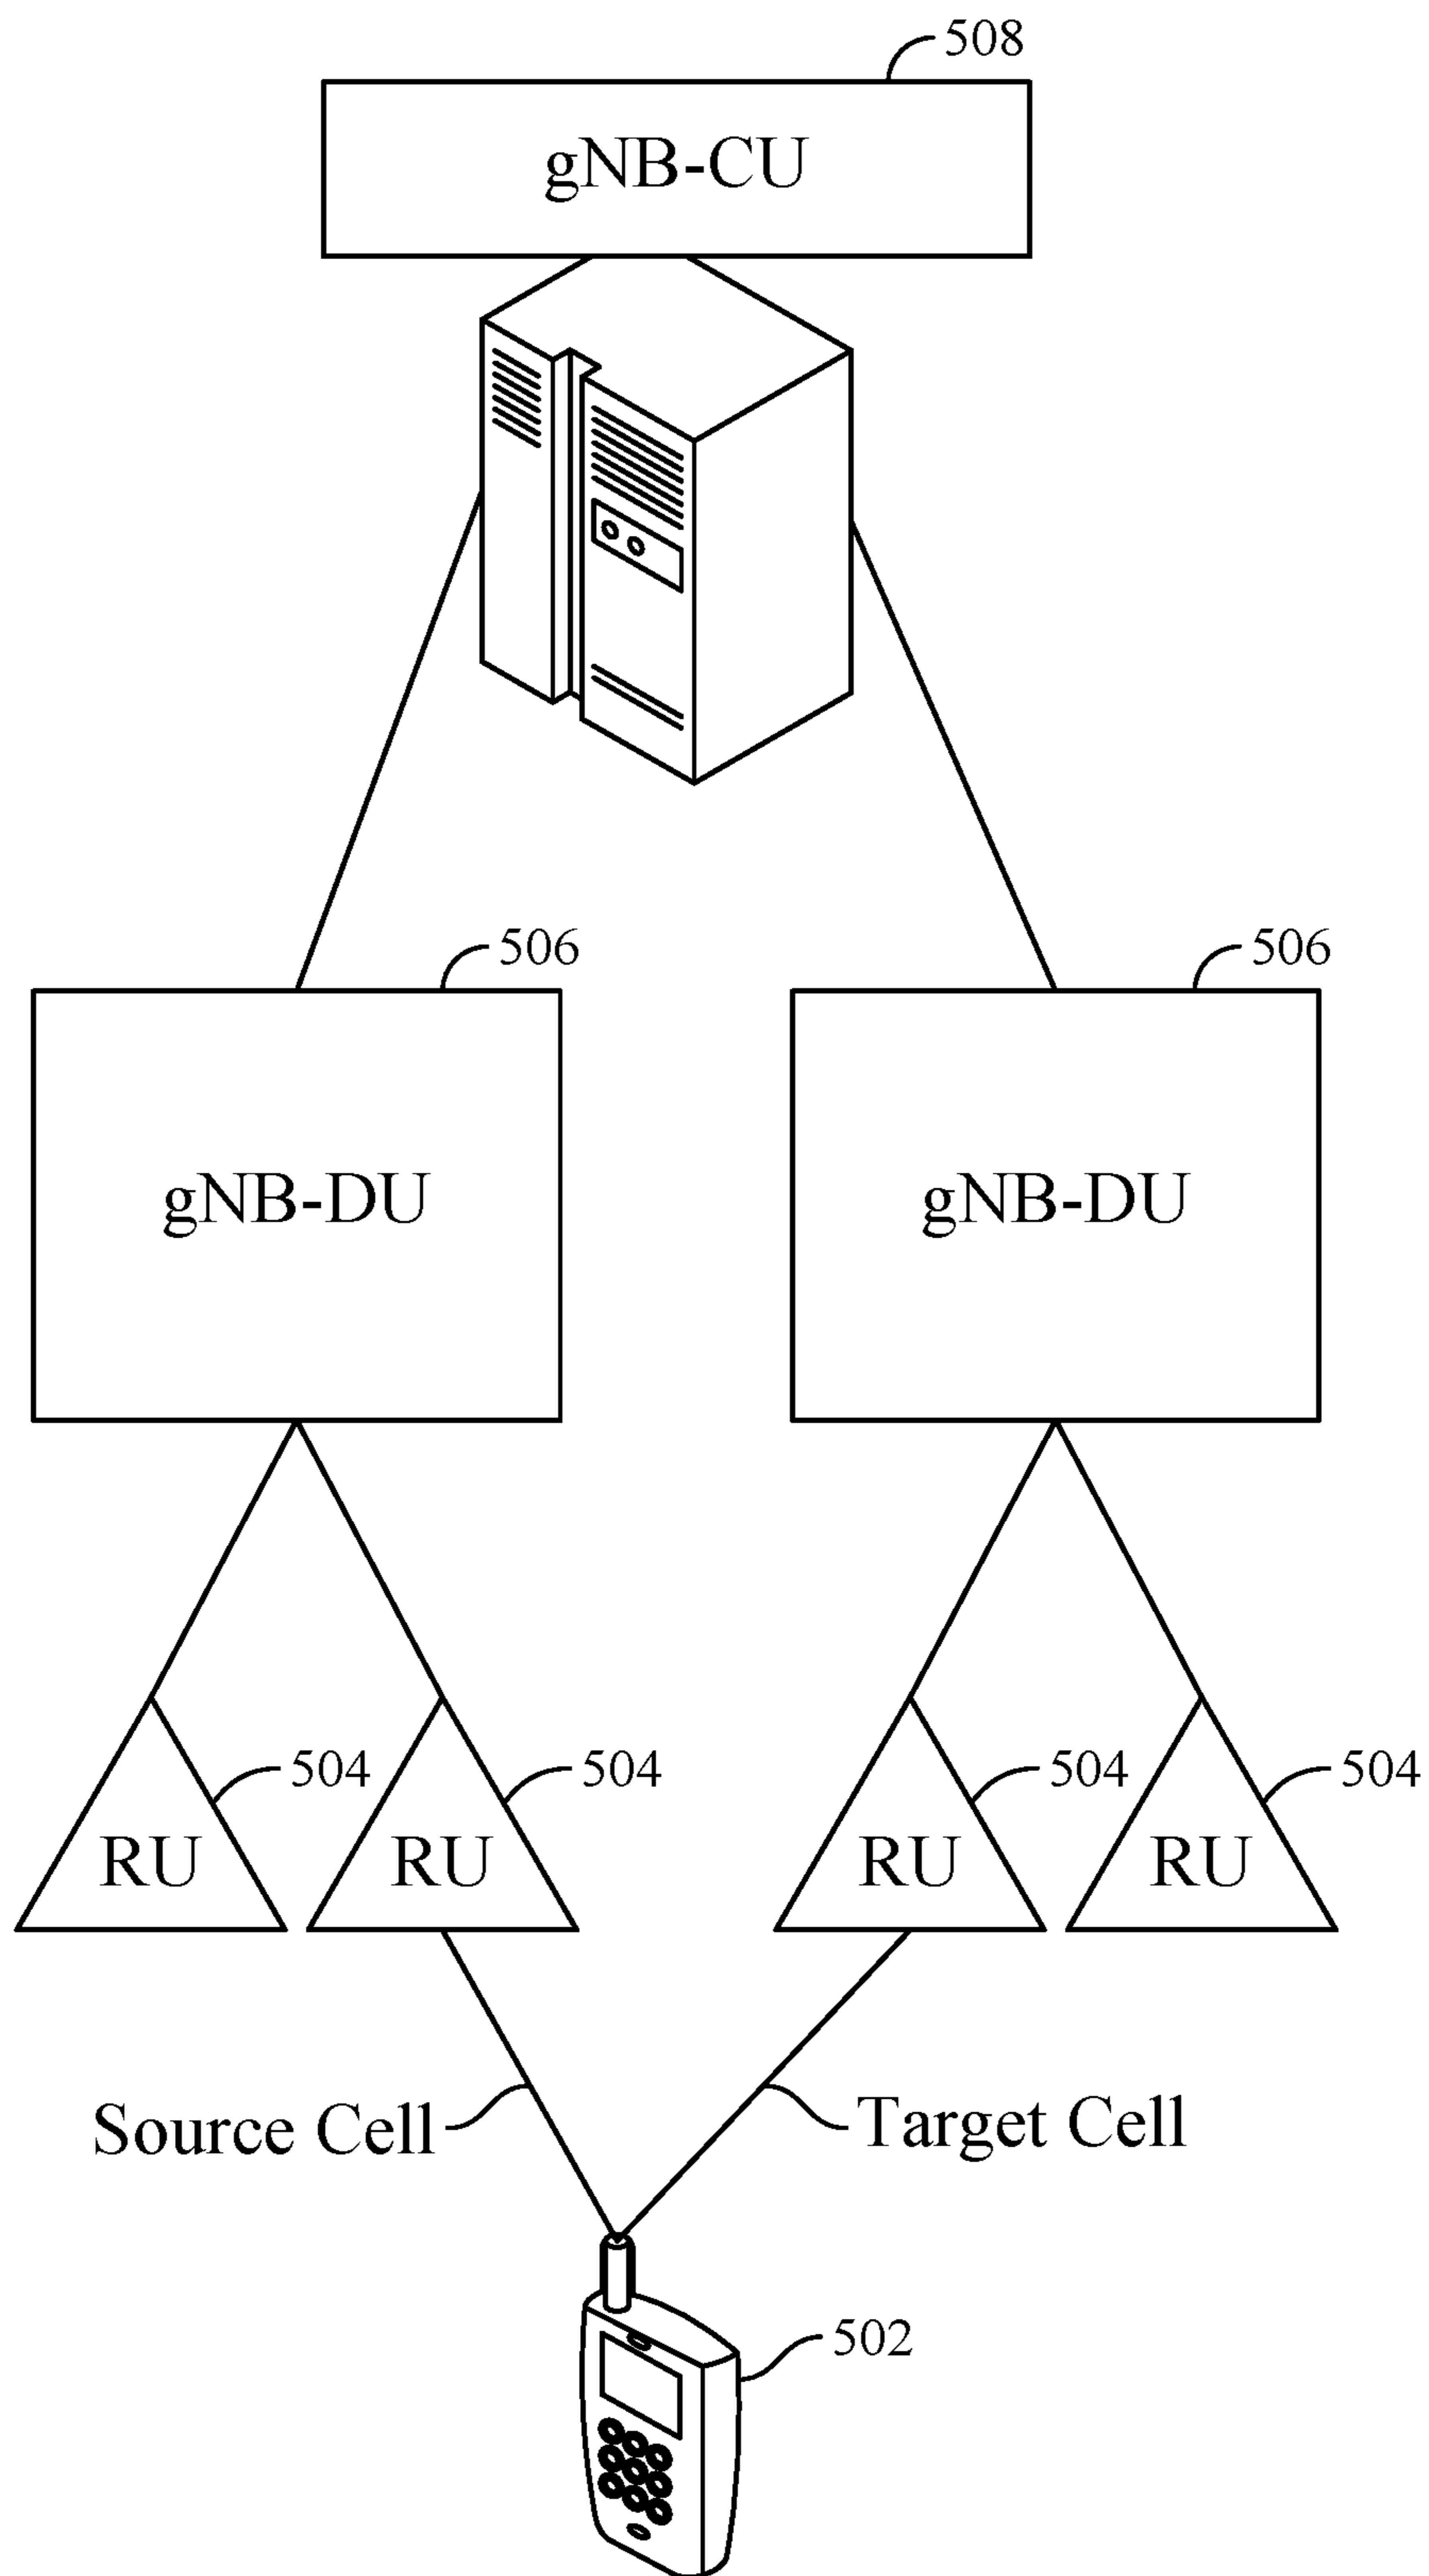 508
gNB-CU
506
506
gNB-DU
gNB-DU
504
504
504
504
RU
RU
RU
RU
Source Cell
Target Cell
502